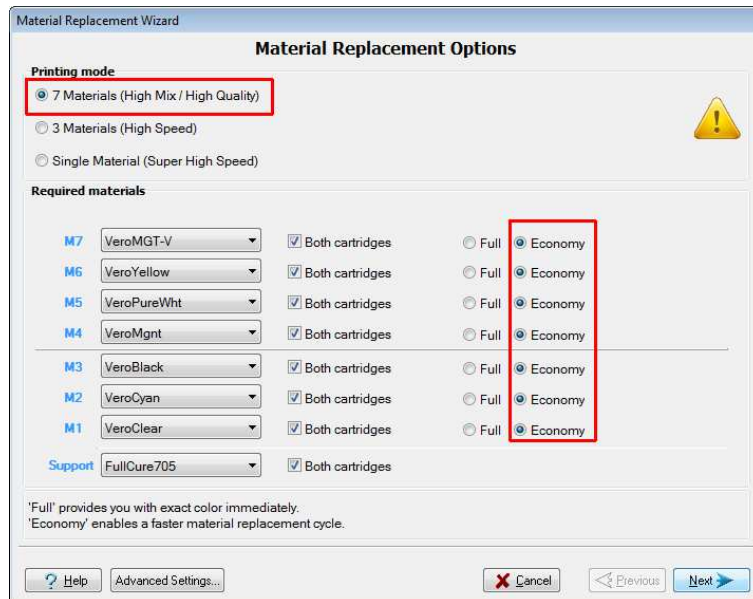 Material Replacement Wizard
Material Replacement Options
Printing mode
7 Materials (High Mix / High Quality)
3 Materials (High Speed)
Single Material (Super High Speed)
Required materials
M7 VeroMGT-V Both cartridges Full Economy
M6 VeroYellow Both cartridges Full Economy
M5 VeroPureWht Both cartridges Full Economy
M4 VeroMgnt Both cartridges Full Economy
M3 VeroBlack Both cartridges Full Economy
M2 VeroCyan Both cartridges Full Economy
M1 VeroClear Both cartridges Full Economy
Support FullCure705 Both cartridges
'Full' provides you with exact color immediately.
'Economy' enables a faster material replacement cycle.
Help Advanced Settings... Cancel Previous Next